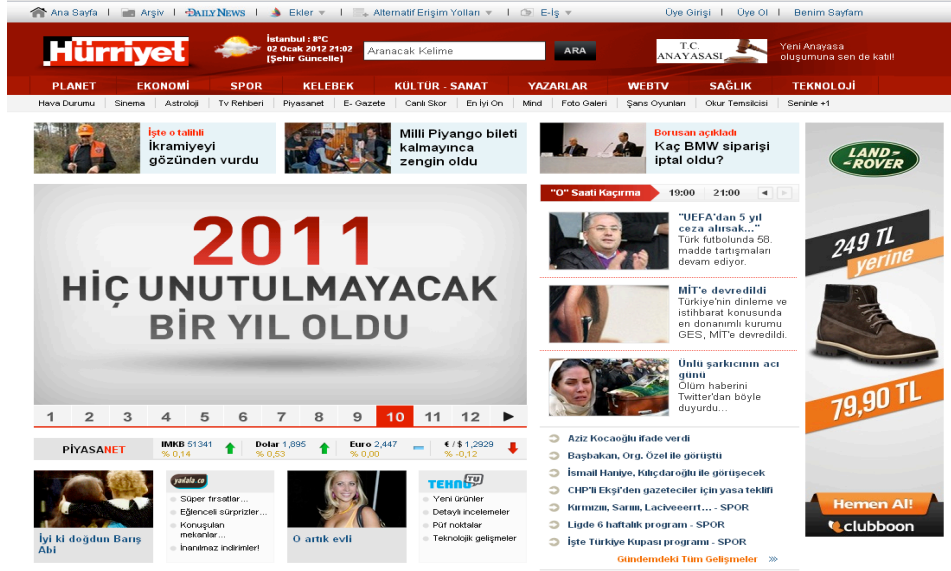 Ana Sayfa | Arşiv | DAILY NEWS | Ekler | Alternatif Erişim Yolları | E-İş
Üye Girişi | Üye Ol | Benim Sayfam
Hürriyet
İstanbul : 8°C
02 Ocak 2012 21:02
[Şehir Güncelle]
Aranacak Kelime
ARA
T.C.
ANAYASASI
Yeni Anayasa
oluşumuna sen de katıl!
PLANET EKONOMİ SPOR KELEBEK KÜLTÜR - SANAT YAZARLAR WEBTV SAĞLIK TEKNOLOJİ
Hava Durumu | Sinema | Astroloji | Tv Rehberi | Piyasanet | E- Gazete | Canlı Skor | En İyi On | Mind | Foto Galeri | Şans Oyunları | Okur Temsilcisi | Seninle +1
İşte o talihli
İkramiyeyi
gözünden vurdu
Milli Piyango bileti
kalmayınca
zengin oldu
Borusan açıkladı
Kaç BMW siparişi
iptal oldu?
2011
HİÇ UNUTULMAYACAK
BİR YIL OLDU
1 2 3 4 5 6 7 8 9 10 11 12
PİYASANET
IMKB 51341
% 0,14
Dolar 1,895
% 0,53
Euro 2,447
% 0,00
€ / $ 1,2929
% -0,12
İyi ki doğdun Barış
Abi
yadala.co
Süper fırsatlar...
Eğlenceli sürprizler...
Konuşulan
mekanlar...
İnanılmaz indirimler!
O artık evli
TEHNOTU
Yeni ürünler
Detaylı incelemeler
Püf noktalar
Teknolojik gelişmeler
"O" Saati Kaçırma 19:00 21:00
"UEFA'dan 5 yıl
ceza alırsak..."
Türk futbolunda 58.
madde tartışmaları
devam ediyor.
MİT'e devredildi
Türkiye'nin dinleme ve
istihbarat konusunda
en donanımlı kurumu
GES, MİT'e devredildi.
Ünlü şarkıcının acı
günü
Ölüm haberini
Twitter'dan böyle
duyurdu...
Aziz Kocaoğlu ifade verdi
Başbakan, Org. Özel ile görüştü
İsmail Haniye, Kılıçdaroğlu ile görüşecek
CHP'li Ekşi'den gazeteciler için yasa teklifi
Kırmızııı, Sarııı, Laciveeerrt... - SPOR
Ligde 6 haftalık program - SPOR
İşte Türkiye Kupası programı - SPOR
Gündemdeki Tüm Gelişmeler
LAND-
-ROVER
249 TL
yerine
79,90 TL
Hemen Al!
clubboon